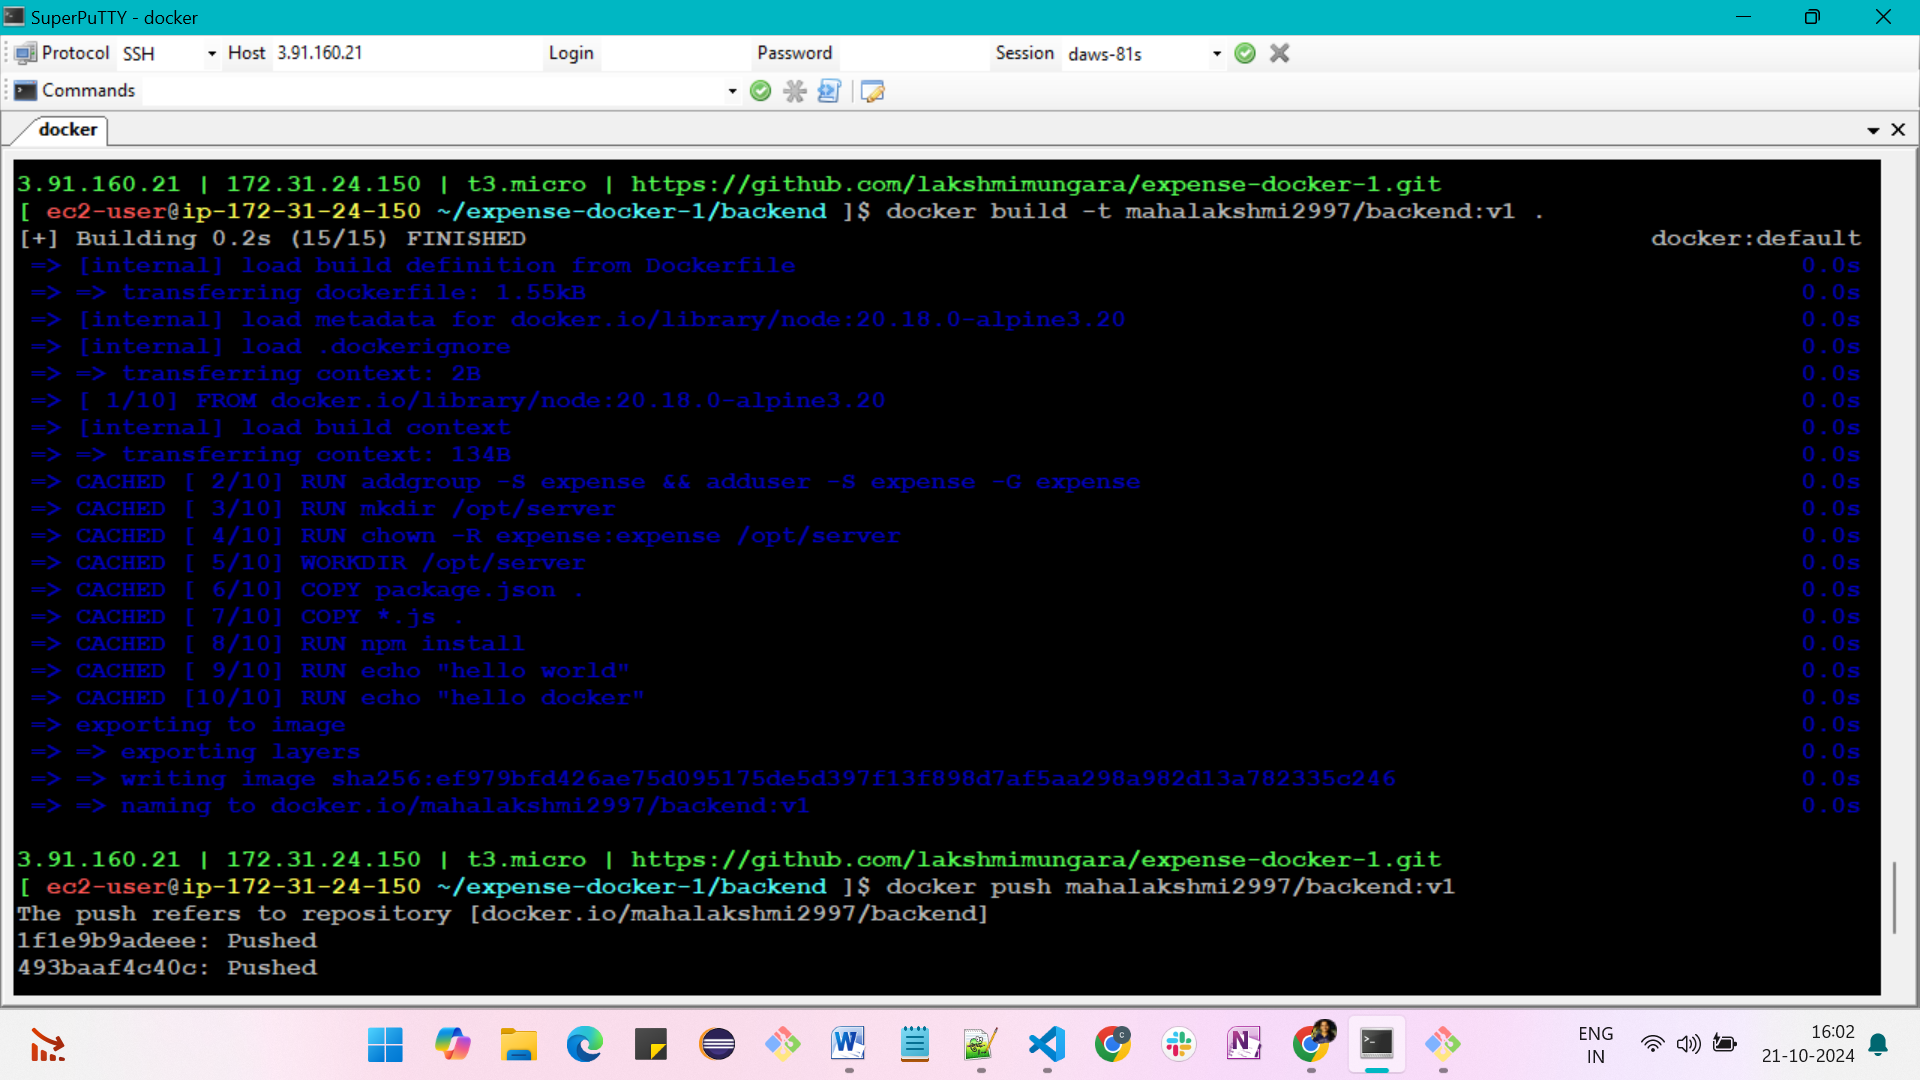 SuperPuTTY - docker
Protocol SSH Host 3.91.160.21 Login Password Session daws-81s
Commands
docker
3.91.160.21 | 172.31.24.150 | t3.micro | https://github.com/lakshmimungara/expense-docker-1.git
[ ec2-user@ip-172-31-24-150 ~/expense-docker-1/backend ]$ docker build -t mahalakshmi2997/backend:v1 .
[+] Building 0.2s (15/15) FINISHED docker:default
=> [internal] load build definition from Dockerfile 0.0s
=> => transferring dockerfile: 1.55kB 0.0s
=> [internal] load metadata for docker.io/library/node:20.18.0-alpine3.20 0.0s
=> [internal] load .dockerignore 0.0s
=> => transferring context: 2B 0.0s
=> [ 1/10] FROM docker.io/library/node:20.18.0-alpine3.20 0.0s
=> [internal] load build context 0.0s
=> => transferring context: 134B 0.0s
=> CACHED [ 2/10] RUN addgroup -S expense && adduser -S expense -G expense 0.0s
=> CACHED [ 3/10] RUN mkdir /opt/server 0.0s
=> CACHED [ 4/10] RUN chown -R expense:expense /opt/server 0.0s
=> CACHED [ 5/10] WORKDIR /opt/server 0.0s
=> CACHED [ 6/10] COPY package.json . 0.0s
=> CACHED [ 7/10] COPY *.js . 0.0s
=> CACHED [ 8/10] RUN npm install 0.0s
=> CACHED [ 9/10] RUN echo "hello world" 0.0s
=> CACHED [10/10] RUN echo "hello docker" 0.0s
=> exporting to image 0.0s
=> => exporting layers 0.0s
=> => writing image sha256:ef979bfd426ae75d095175de5d397f13f898d7af5aa298a982d13a782335c246 0.0s
=> => naming to docker.io/mahalakshmi2997/backend:v1 0.0s
3.91.160.21 | 172.31.24.150 | t3.micro | https://github.com/lakshmimungara/expense-docker-1.git
[ ec2-user@ip-172-31-24-150 ~/expense-docker-1/backend ]$ docker push mahalakshmi2997/backend:v1
The push refers to repository [docker.io/mahalakshmi2997/backend]
1f1e9b9adeee: Pushed
493baaf4c40c: Pushed
ENG 16:02
IN 21-10-2024